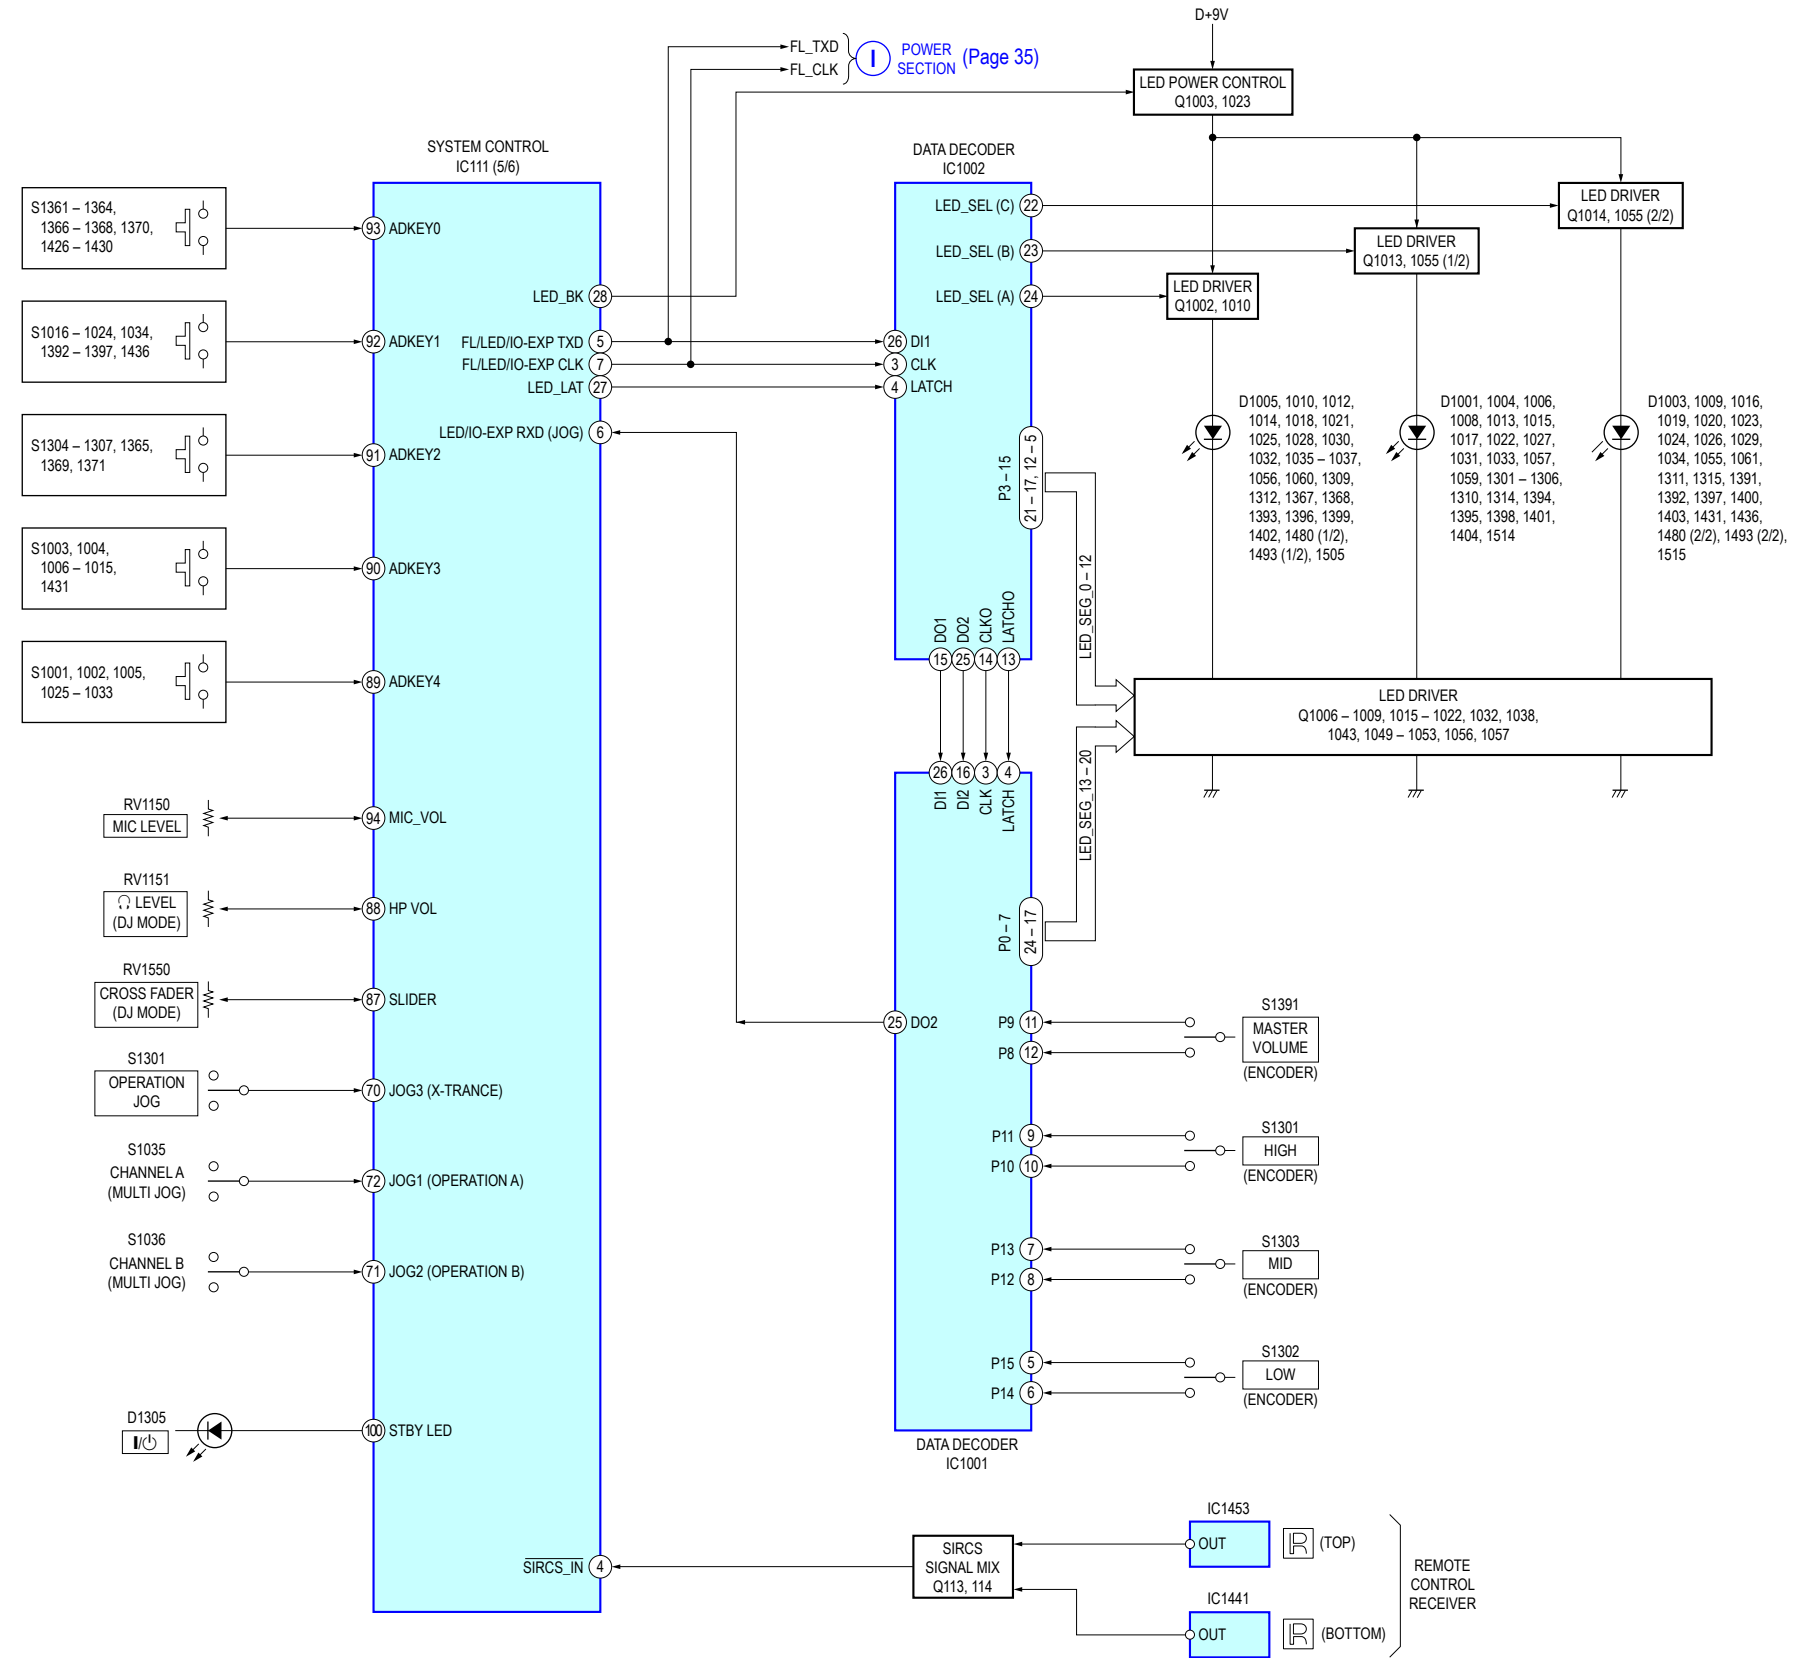 D+9V
FL_TXD
FL_CLK
I
POWER
SECTION
(Page 35)
LED POWER CONTROL
Q1003, 1023
SYSTEM CONTROL
IC111 (5/6)
DATA DECODER
IC1002
S1361 – 1364,
1366 – 1368, 1370,
1426 – 1430
93 ADKEY0
S1016 – 1024, 1034,
1392 – 1397, 1436
92 ADKEY1
S1304 – 1307, 1365,
1369, 1371
91 ADKEY2
S1003, 1004,
1006 – 1015,
1431
90 ADKEY3
S1001, 1002, 1005,
1025 – 1033
89 ADKEY4
RV1150
MIC LEVEL
94 MIC_VOL
RV1151
LEVEL
(DJ MODE)
88 HP VOL
RV1550
CROSS FADER
(DJ MODE)
87 SLIDER
S1301
OPERATION
JOG
70 JOG3 (X-TRANCE)
S1035
CHANNEL A
(MULTI JOG)
72 JOG1 (OPERATION A)
S1036
CHANNEL B
(MULTI JOG)
71 JOG2 (OPERATION B)
D1305
I/
100 STBY LED
LED_BK 28
FL/LED/IO-EXP TXD 5
FL/LED/IO-EXP CLK 7
LED_LAT 27
LED/IO-EXP RXD (JOG) 6
SIRCS_IN 4
LED_SEL (C) 22
LED_SEL (B) 23
LED_SEL (A) 24
26 DI1
3 CLK
4 LATCH
P3 – 15
21 – 17, 12 – 5
DO1
DO2
CLKO
LATCHO
15 25 14 13
LED DRIVER
Q1014, 1055 (2/2)
LED DRIVER
Q1013, 1055 (1/2)
LED DRIVER
Q1002, 1010
D1005, 1010, 1012,
1014, 1018, 1021,
1025, 1028, 1030,
1032, 1035 – 1037,
1056, 1060, 1309,
1312, 1367, 1368,
1393, 1396, 1399,
1402, 1480 (1/2),
1493 (1/2), 1505
D1001, 1004, 1006,
1008, 1013, 1015,
1017, 1022, 1027,
1031, 1033, 1057,
1059, 1301 – 1306,
1310, 1314, 1394,
1395, 1398, 1401,
1404, 1514
D1003, 1009, 1016,
1019, 1020, 1023,
1024, 1026, 1029,
1034, 1055, 1061,
1311, 1315, 1391,
1392, 1397, 1400,
1403, 1431, 1436,
1480 (2/2), 1493 (2/2),
1515
LED_SEG_0 – 12
LED_SEG_13 – 20
LED DRIVER
Q1006 – 1009, 1015 – 1022, 1032, 1038,
1043, 1049 – 1053, 1056, 1057
26 16 3 4
DI1
DI2
CLK
LATCH
P0 – 7
24 – 17
25 DO2
P9 11
P8 12
S1391
MASTER
VOLUME
(ENCODER)
P11 9
P10 10
S1301
HIGH
(ENCODER)
P13 7
P12 8
S1303
MID
(ENCODER)
P15 5
P14 6
S1302
LOW
(ENCODER)
DATA DECODER
IC1001
SIRCS
SIGNAL MIX
Q113, 114
IC1453
OUT
R (TOP)
IC1441
OUT
R (BOTTOM)
REMOTE
CONTROL
RECEIVER